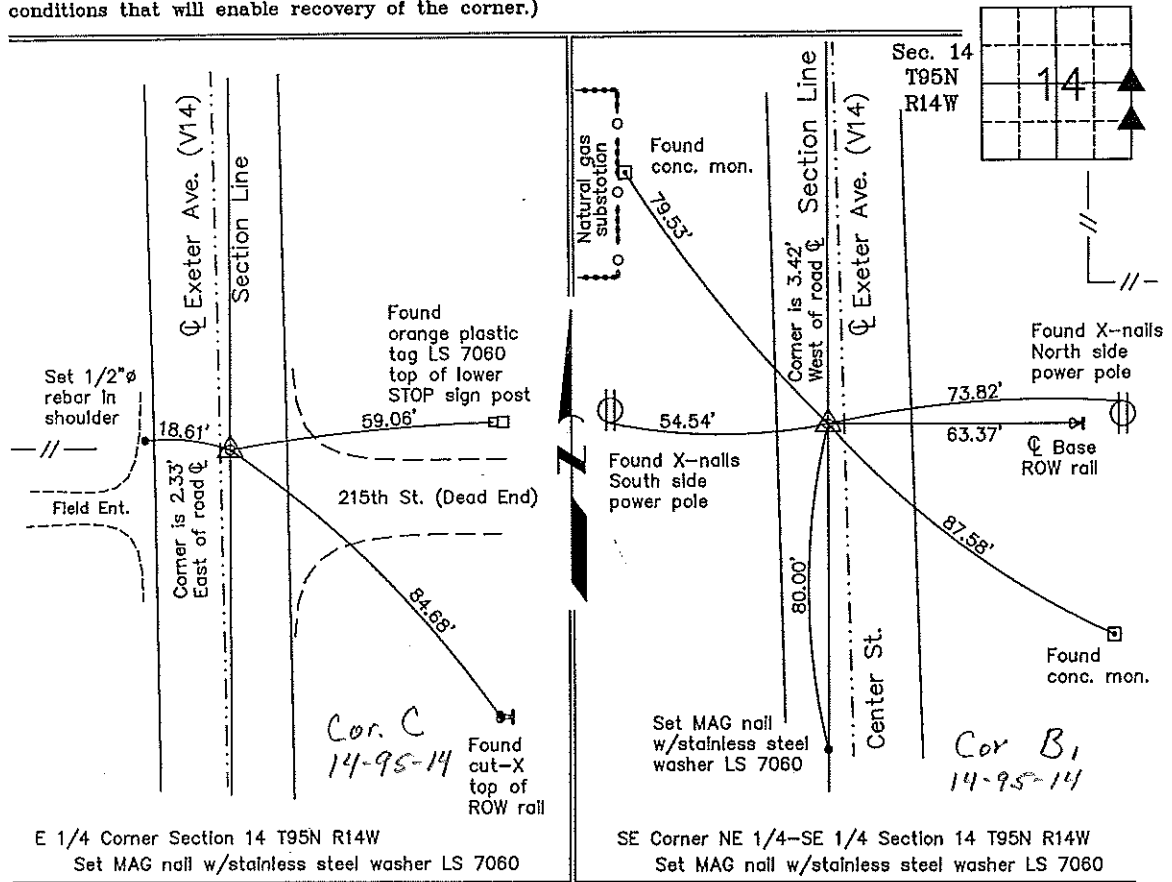 conditions that will enable recovery of the corner.)
Sec. 14
T95N
R14W
14
℄ Exeter Ave. (V14)
Section Line
Found
orange plastic
tag LS 7060
top of lower
STOP sign post
Set 1/2"ø
rebar in
shoulder
18.61'
59.06'
Field Ent.
Corner is 2.33'
East of road ℄
215th St. (Dead End)
84.68'
Cor. C
14-95-14
Found
cut-X
top of
ROW rail
E 1/4 Corner Section 14 T95N R14W
Set MAG nail w/stainless steel washer LS 7060
N
Natural gas
substation
Found
conc. mon.
79.53'
Section Line
℄ Exeter Ave. (V14)
Corner is 3.42'
West of road ℄
Found X-nails
North side
power pole
73.82'
54.54'
63.37'
℄ Base
ROW rail
Found X-nails
South side
power pole
80.00'
87.58'
Found
conc. mon.
Center St.
Set MAG nail
w/stainless steel
washer LS 7060
Cor B1
14-95-14
SE Corner NE 1/4-SE 1/4 Section 14 T95N R14W
Set MAG nail w/stainless steel washer LS 7060